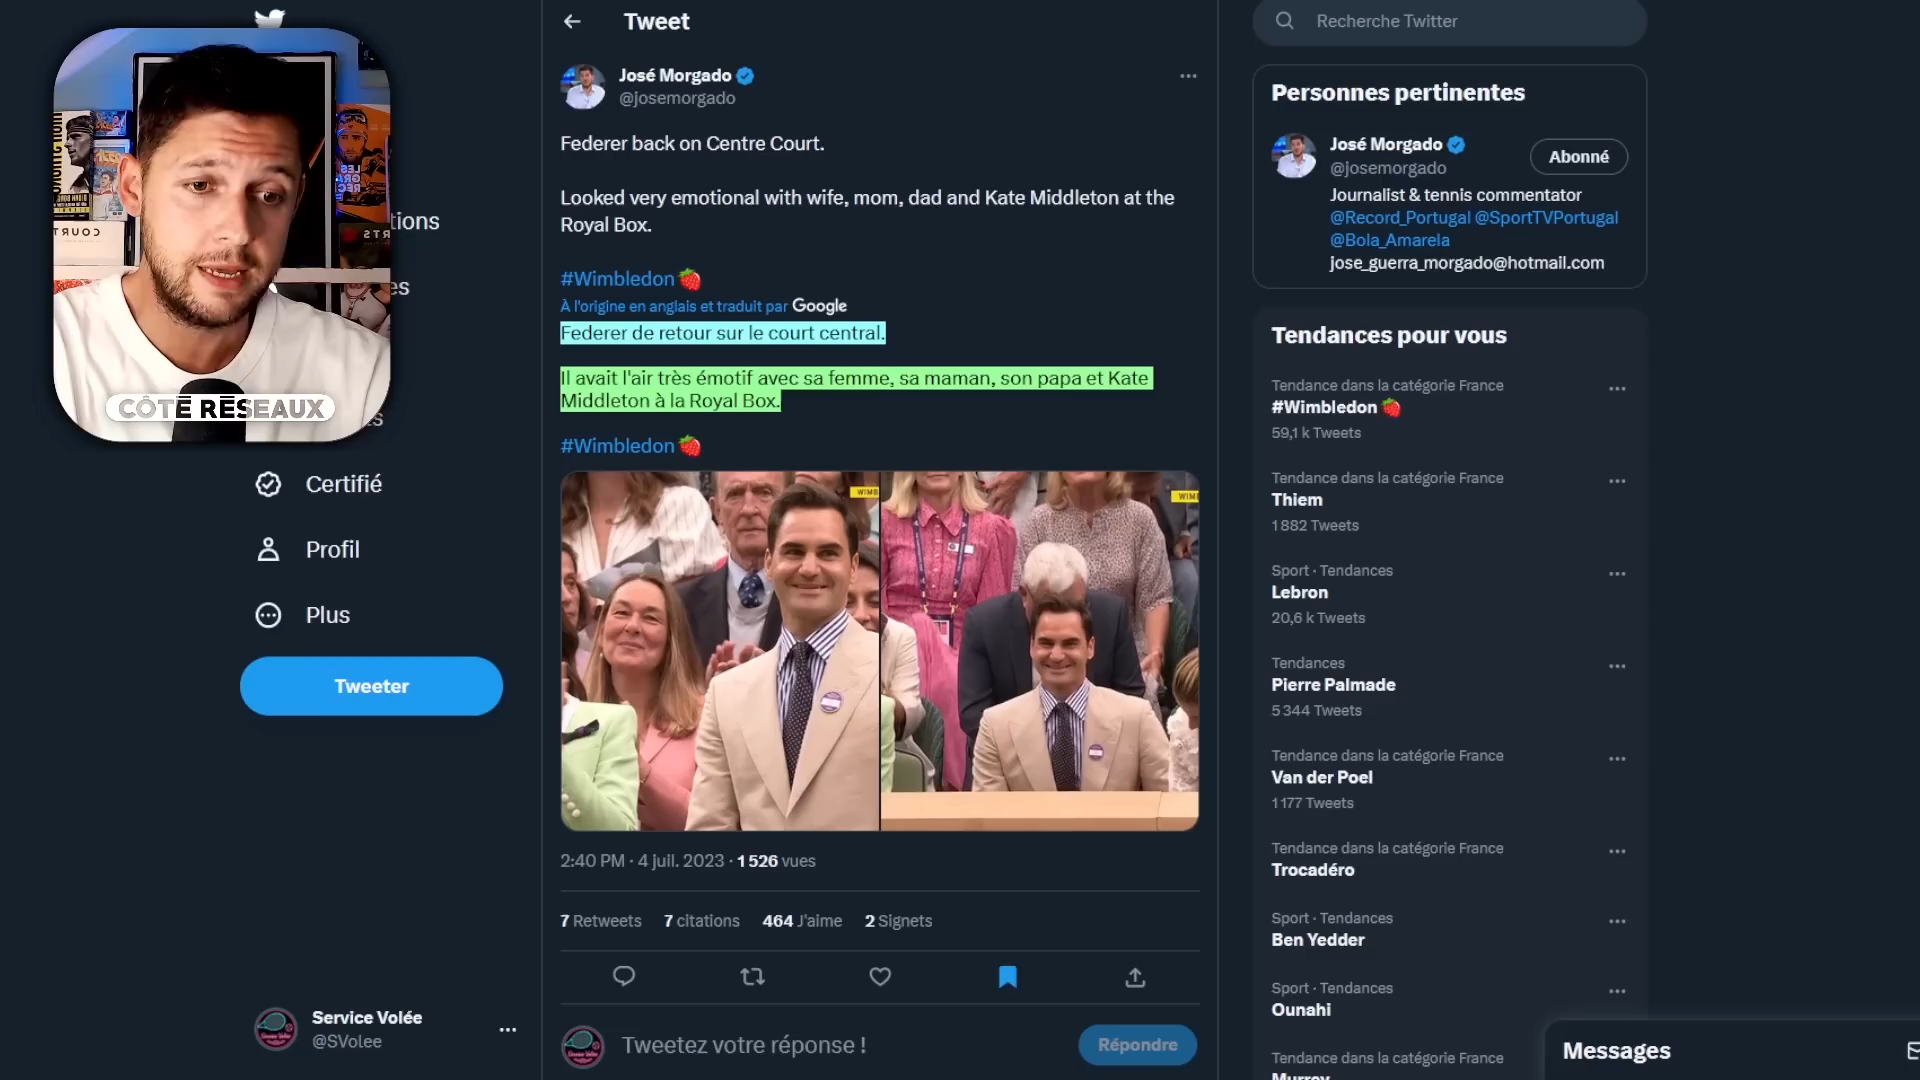 Tweet
Recherche Twitter
José Morgado
@josemorgado
Federer back on Centre Court.
Looked very emotional with wife, mom, dad and Kate Middleton at the
Royal Box.
#Wimbledon🍓
À l'origine en anglais et traduit par Google
Federer de retour sur le court central.
Il avait l'air très émotif avec sa femme, sa maman, son papa et Kate
Middleton à la Royal Box.
#Wimbledon🍓
WIMB
WIM
2:40 PM · 4 juil. 2023 · 1 526 vues
7 Retweets 7 citations 464 J'aime 2 Signets
Tweetez votre réponse !
Répondre
CÔTÉ RÉSEAUX
COURTS
tions
es
s
Certifié
Profil
Plus
Tweeter
Service Volée
@SVolee
Personnes pertinentes
José Morgado
@josemorgado
Abonné
Journalist & tennis commentator
@Record_Portugal @SportTVPortugal
@Bola_Amarela
jose_guerra_morgado@hotmail.com
Tendances pour vous
Tendance dans la catégorie France
#Wimbledon🍓
59,1 k Tweets
Tendance dans la catégorie France
Thiem
1 882 Tweets
Sport · Tendances
Lebron
20,6 k Tweets
Tendances
Pierre Palmade
5 344 Tweets
Tendance dans la catégorie France
Van der Poel
1 177 Tweets
Tendance dans la catégorie France
Trocadéro
Sport · Tendances
Ben Yedder
Sport · Tendances
Ounahi
Tendance dans la catégorie France
Murray
Messages